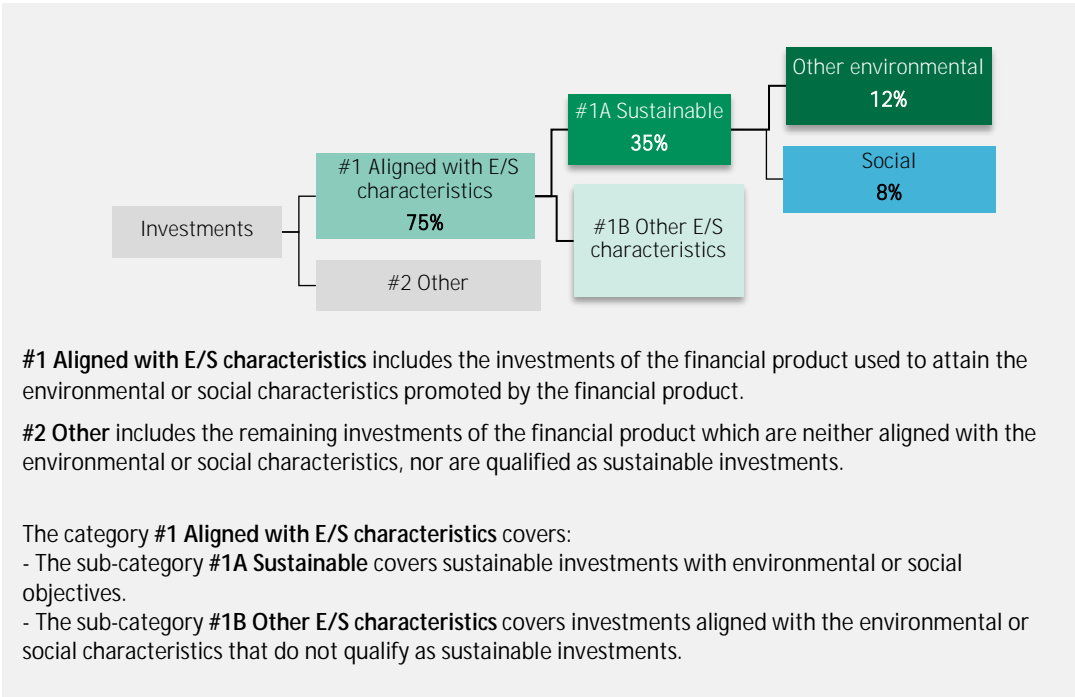 Other environmental
12%
#1A Sustainable
35%
Social
8%
#1 Aligned with E/S
characteristics
75%
#1B Other E/S
characteristics
Investments
#2 Other
#1 Aligned with E/S characteristics includes the investments of the financial product used to attain the
environmental or social characteristics promoted by the financial product.
#2 Other includes the remaining investments of the financial product which are neither aligned with the
environmental or social characteristics, nor are qualified as sustainable investments.
The category #1 Aligned with E/S characteristics covers:
- The sub-category #1A Sustainable covers sustainable investments with environmental or social
objectives.
- The sub-category #1B Other E/S characteristics covers investments aligned with the environmental or
social characteristics that do not qualify as sustainable investments.